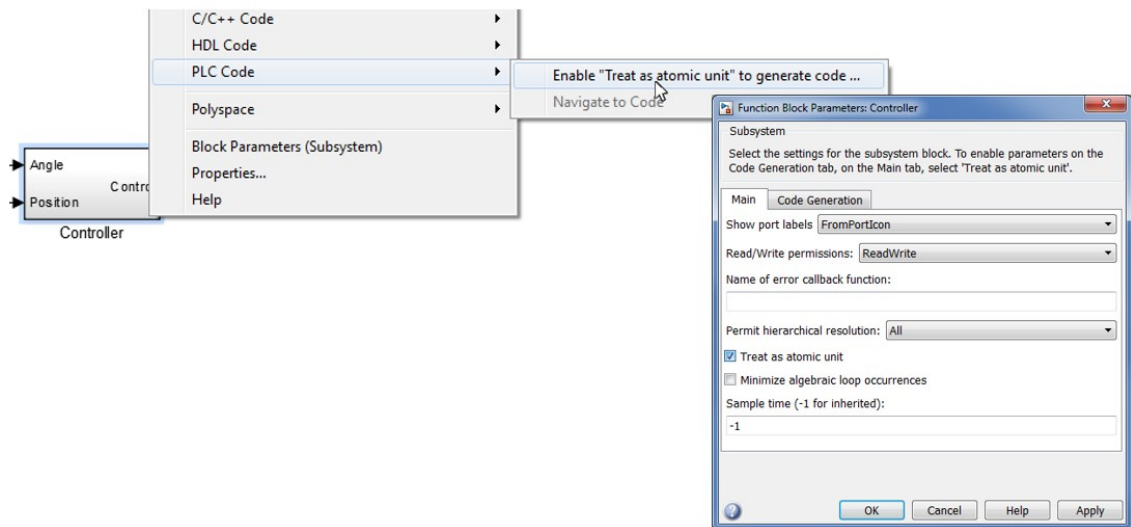 C/C++ Code
HDL Code
PLC Code
Polyspace
Block Parameters (Subsystem)
Properties...
Help
Enable "Treat as atomic unit" to generate code ...
Navigate to Code
Angle
Contro
Position
Controller
Function Block Parameters: Controller
Subsystem
Select the settings for the subsystem block. To enable parameters on the
Code Generation tab, on the Main tab, select 'Treat as atomic unit'.
Main Code Generation
Show port labels FromPortIcon
Read/Write permissions: ReadWrite
Name of error callback function:
Permit hierarchical resolution: All
Treat as atomic unit
Minimize algebraic loop occurrences
Sample time (-1 for inherited):
-1
OK Cancel Help Apply